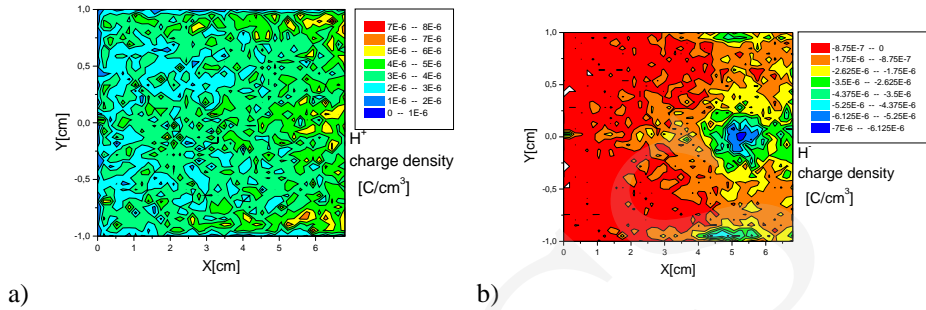 1,0
0,5
0,0
-0,5
-1,0
Y[cm]
0 1 2 3 4 5 6
X[cm]
7E-6 -- 8E-6
6E-6 -- 7E-6
5E-6 -- 6E-6
4E-6 -- 5E-6
3E-6 -- 4E-6
2E-6 -- 3E-6
1E-6 -- 2E-6
0 -- 1E-6
H+
charge density
[C/cm3]
a)
1,0
0,5
0,0
-0,5
-1,0
Y[cm]
0 1 2 3 4 5 6
X[cm]
-8.75E-7 -- 0
-1.75E-6 -- -8.75E-7
-2.625E-6 -- -1.75E-6
-3.5E-6 -- -2.625E-6
-4.375E-6 -- -3.5E-6
-5.25E-6 -- -4.375E-6
-6.125E-6 -- -5.25E-6
-7E-6 -- -6.125E-6
H-
charge density
[C/cm3]
b)